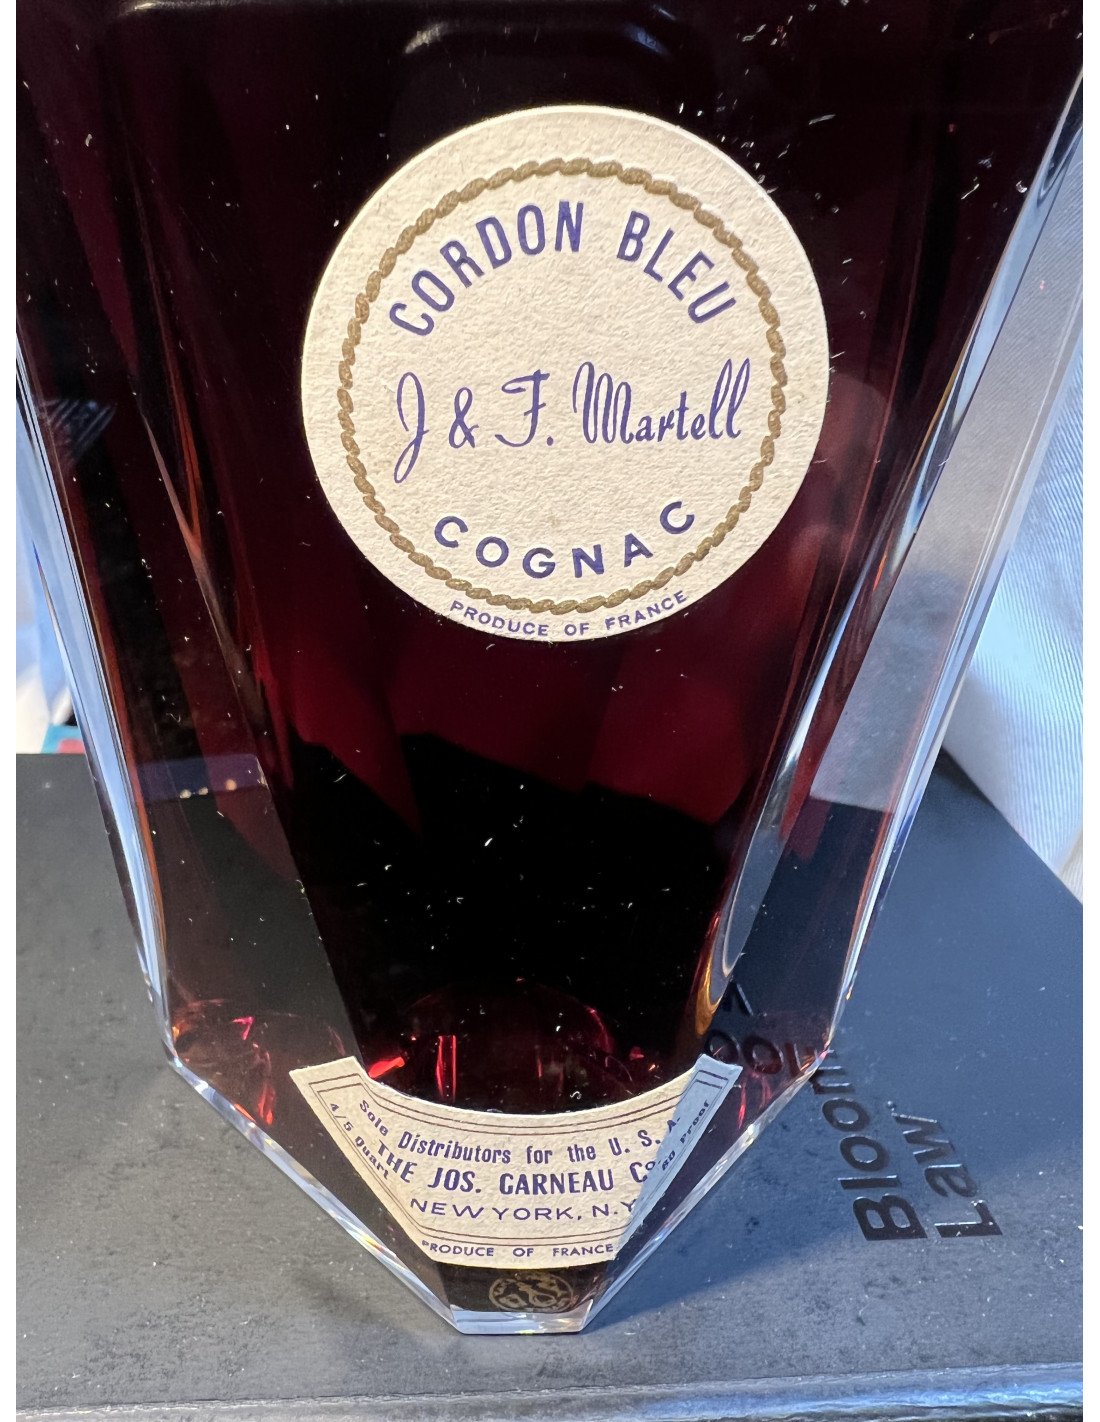 CORDON BLEU
J & F. Martell
COGNAC
PRODUCE OF FRANCE
Sole Distributors for the U. S. A.
4/5 Quart
80 Proof
THE JOS. GARNEAU Co.
NEW YORK, N.Y.
PRODUCE OF FRANCE
Bloom
Law